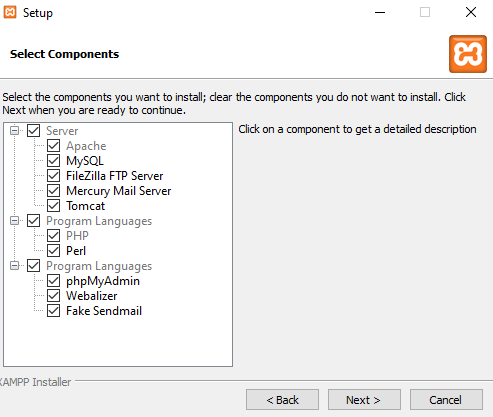 Setup
Select Components
Select the components you want to install; clear the components you do not want to install. Click
Next when you are ready to continue.
Server
Apache
MySQL
FileZilla FTP Server
Mercury Mail Server
Tomcat
Program Languages
PHP
Perl
Program Languages
phpMyAdmin
Webalizer
Fake Sendmail
Click on a component to get a detailed description
XAMPP Installer
< Back
Next >
Cancel